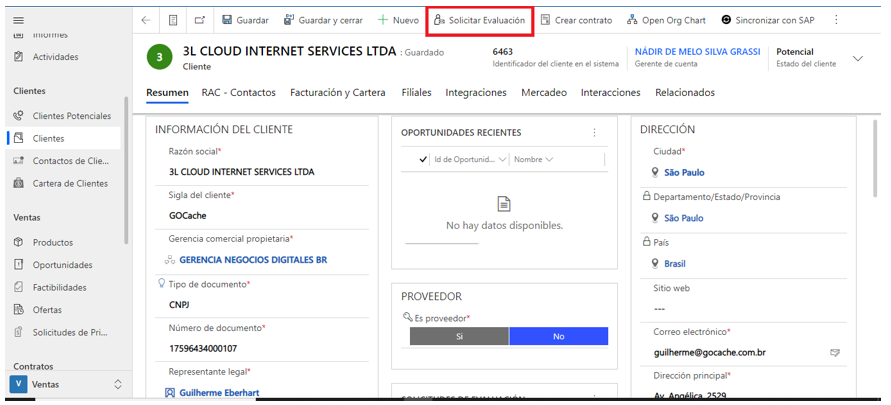 Guardar
Guardar y cerrar
Nuevo
Solicitar Evaluación
Crear contrato
Open Org Chart
Sincronizar con SAP
Informes
Actividades
Clientes
Clientes Potenciales
Clientes
Contactos de Clie...
Cartera de Clientes
Ventas
Productos
Oportunidades
Factibilidades
Ofertas
Solicitudes de Pri...
Contratos
V Ventas
3
3L CLOUD INTERNET SERVICES LTDA : Guardado
Cliente
6463
Identificador del cliente en el sistema
NÁDIR DE MELO SILVA GRASSI
Gerente de cuenta
Potencial
Estado del cliente
Resumen RAC - Contactos Facturación y Cartera Filiales Integraciones Mercadeo Interacciones Relacionados
INFORMACIÓN DEL CLIENTE
Razón social*
3L CLOUD INTERNET SERVICES LTDA
Sigla del cliente*
GOCache
Gerencia comercial propietaria*
GERENCIA NEGOCIOS DIGITALES BR
Tipo de documento*
CNPJ
Número de documento*
17596434000107
Representante legal*
Guilherme Eberhart
OPORTUNIDADES RECIENTES
Id de Oportunid... Nombre
No hay datos disponibles.
PROVEEDOR
Es proveedor*
Si No
SOLICITUDES DE EVALUACIÓN
DIRECCIÓN
Ciudad*
São Paulo
Departamento/Estado/Provincia
São Paulo
País
Brasil
Sitio web
---
Correo electrónico*
guilherme@gocache.com.br
Dirección principal*
Av. Angélica, 2529